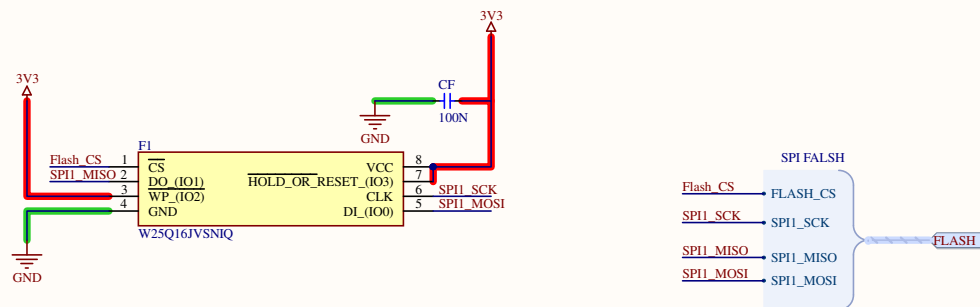 3V3
3V3
CF
100N
GND
F1
Flash_CS 1 CS VCC 8
SPI1_MISO 2 DO_(IO1) HOLD_OR_RESET_(IO3) 7
3 WP_(IO2) CLK 6 SPI1_SCK
4 GND DI_(IO0) 5 SPI1_MOSI
W25Q16JVSNIQ
GND
SPI FALSH
Flash_CS FLASH_CS
SPI1_SCK SPI1_SCK
FLASH
SPI1_MISO SPI1_MISO
SPI1_MOSI SPI1_MOSI